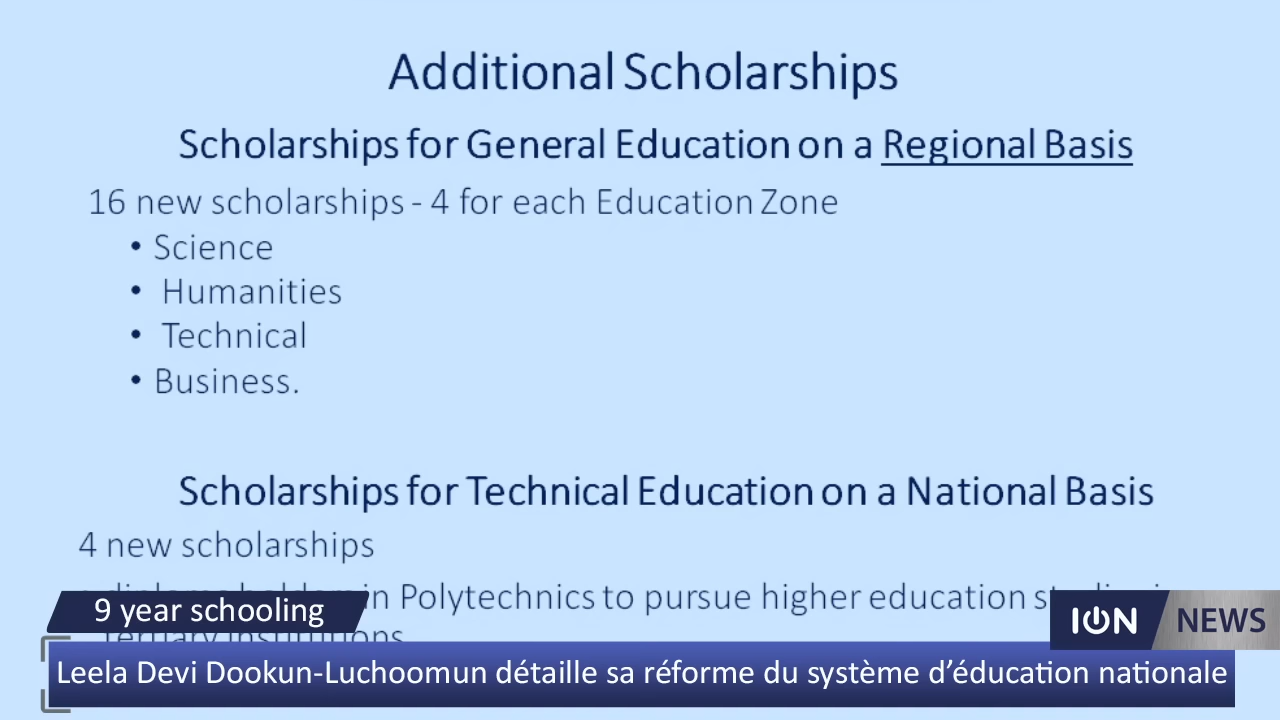 Additional Scholarships
Scholarships for General Education on a Regional Basis
16 new scholarships - 4 for each Education Zone
• Science
• Humanities
• Technical
• Business.
Scholarships for Technical Education on a National Basis
4 new scholarships
in Polytechnics to pursue higher education
tertiary institutions
9 year schooling
ION NEWS
Leela Devi Dookun-Luchoomun détaille sa réforme du système d'éducation nationale